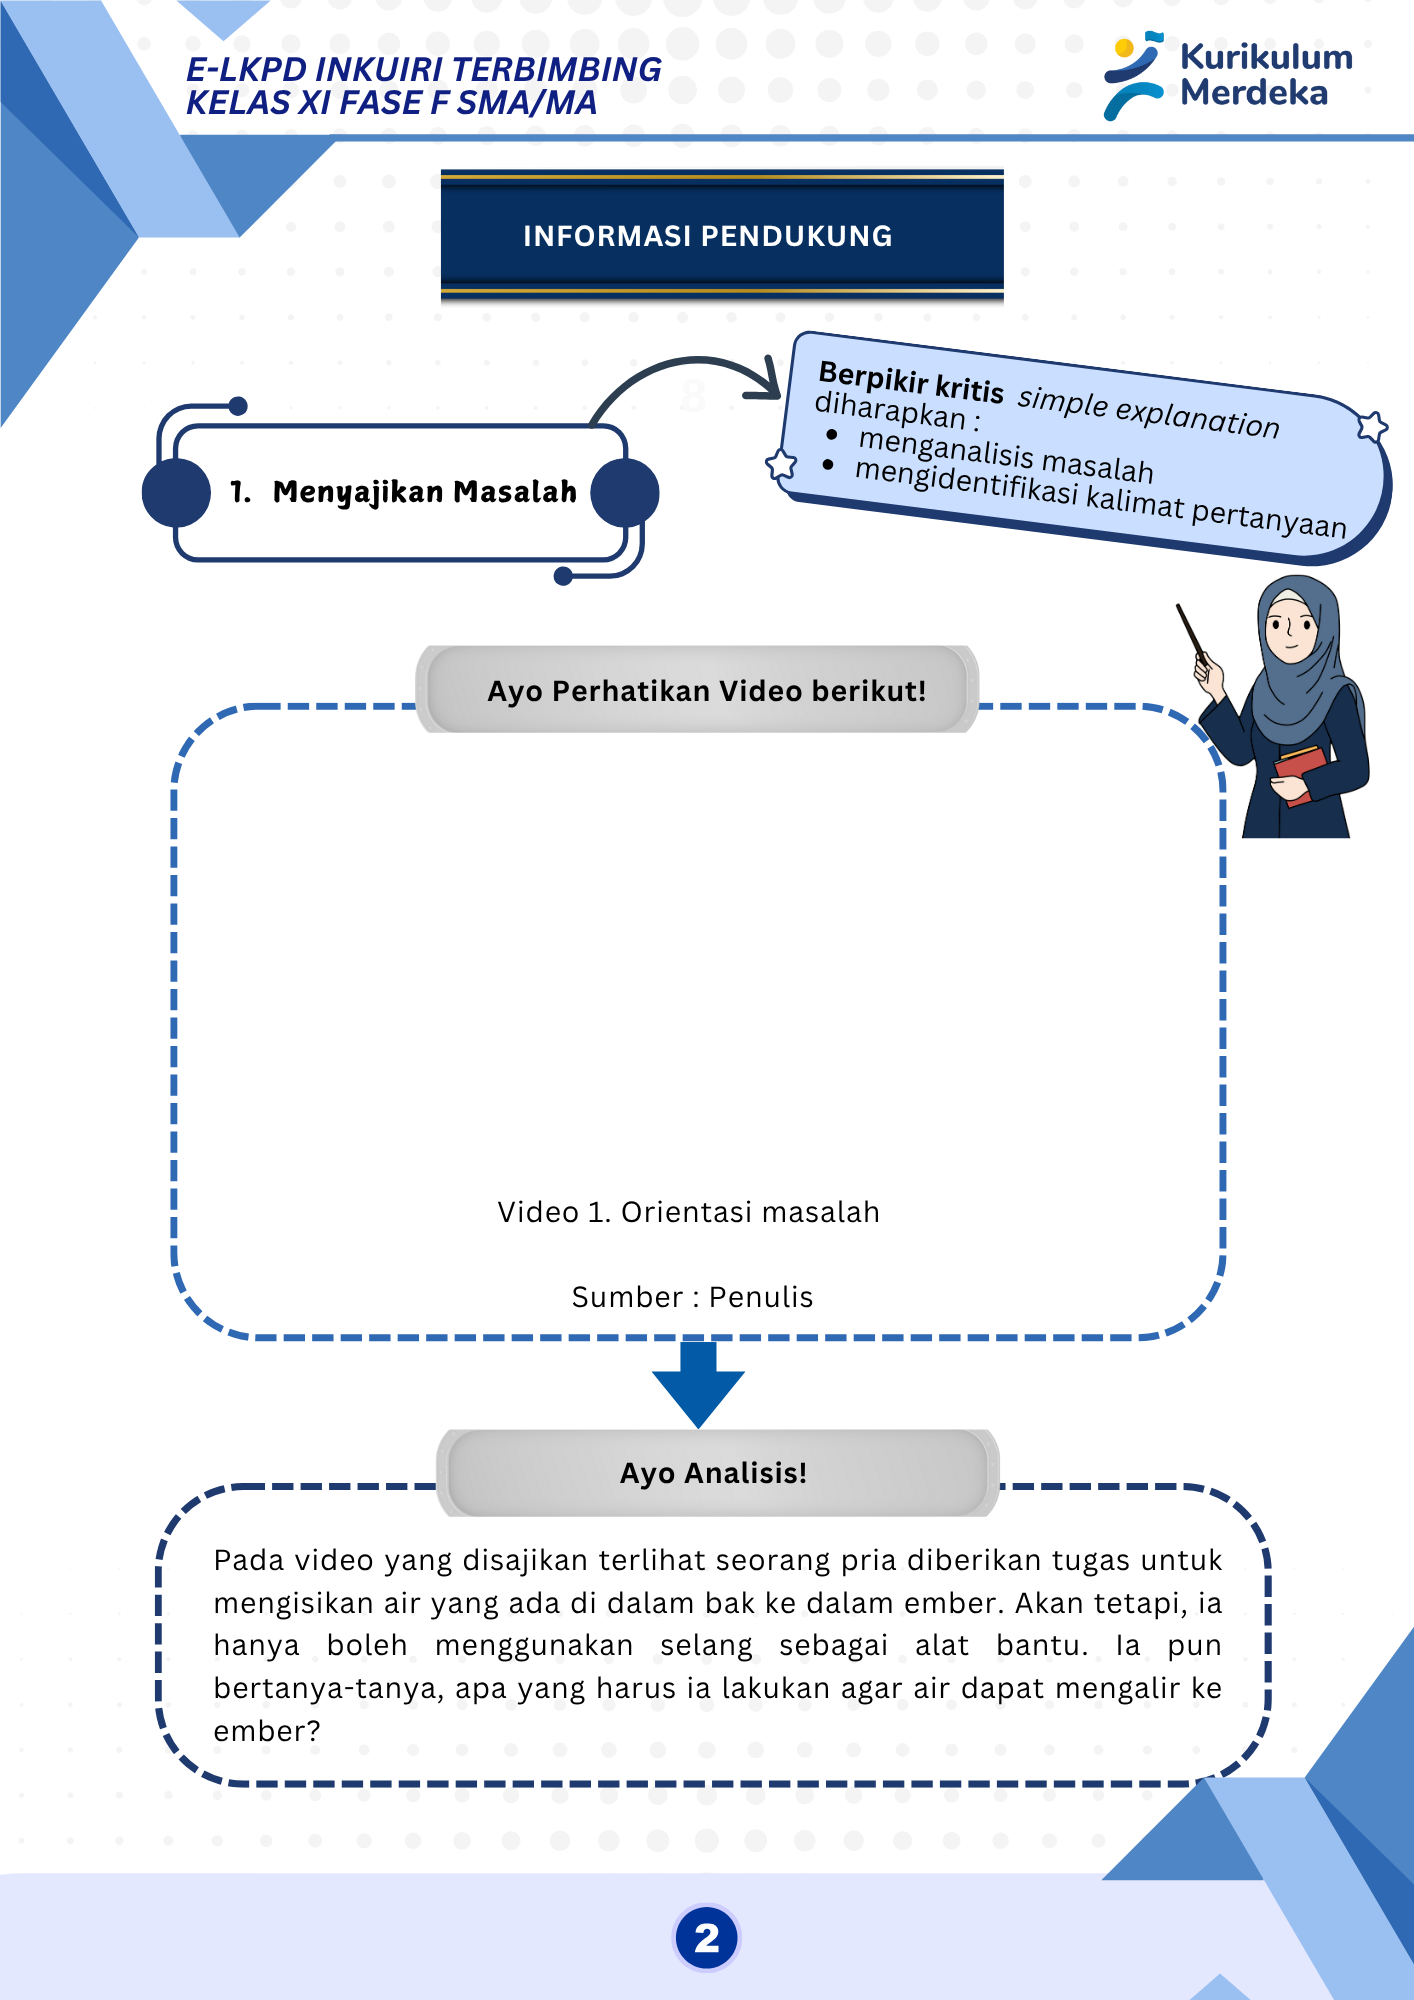 E-LKPD INKUIRI TERBIMBING
KELAS XI FASE F SMA/MA
Kurikulum
Merdeka
INFORMASI PENDUKUNG
8
Berpikir kritis simple explanation
diharapkan :
• menganalisis masalah
• mengidentifikasi kalimat pertanyaan
1. Menyajikan Masalah
Ayo Perhatikan Video berikut!
Video 1. Orientasi masalah
Sumber : Penulis
Ayo Analisis!
Pada video yang disajikan terlihat seorang pria diberikan tugas untuk
mengisikan air yang ada di dalam bak ke dalam ember. Akan tetapi, ia
hanya boleh menggunakan selang sebagai alat bantu. Ia pun
bertanya-tanya, apa yang harus ia lakukan agar air dapat mengalir ke
ember?
2